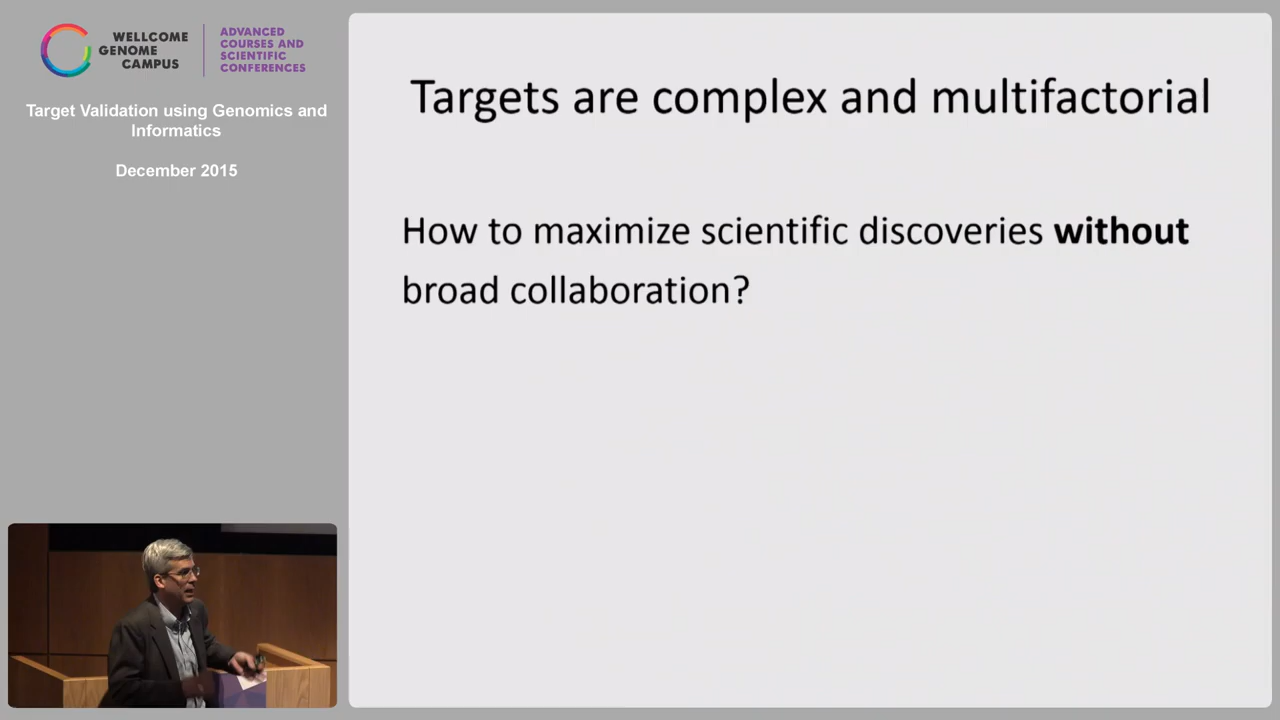 WELLCOME
GENOME
CAMPUS
ADVANCED
COURSES AND
SCIENTIFIC
CONFERENCES
Target Validation using Genomics and
Informatics
December 2015
Targets are complex and multifactorial
How to maximize scientific discoveries without
broad collaboration?